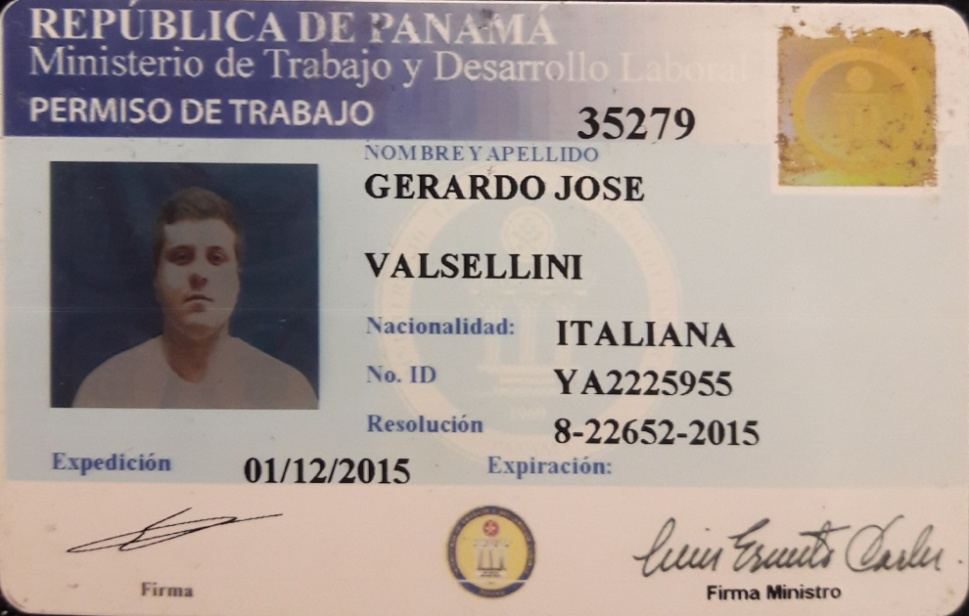 REPÚBLICA DE PANAMÁ
Ministerio de Trabajo y Desarrollo Laboral
PERMISO DE TRABAJO
35279
NOMBRE Y APELLIDO
GERARDO JOSE
VALSELLINI
Nacionalidad: ITALIANA
No. ID YA2225955
Resolución 8-22652-2015
Expedición 01/12/2015 Expiración:
Firma
Firma Ministro